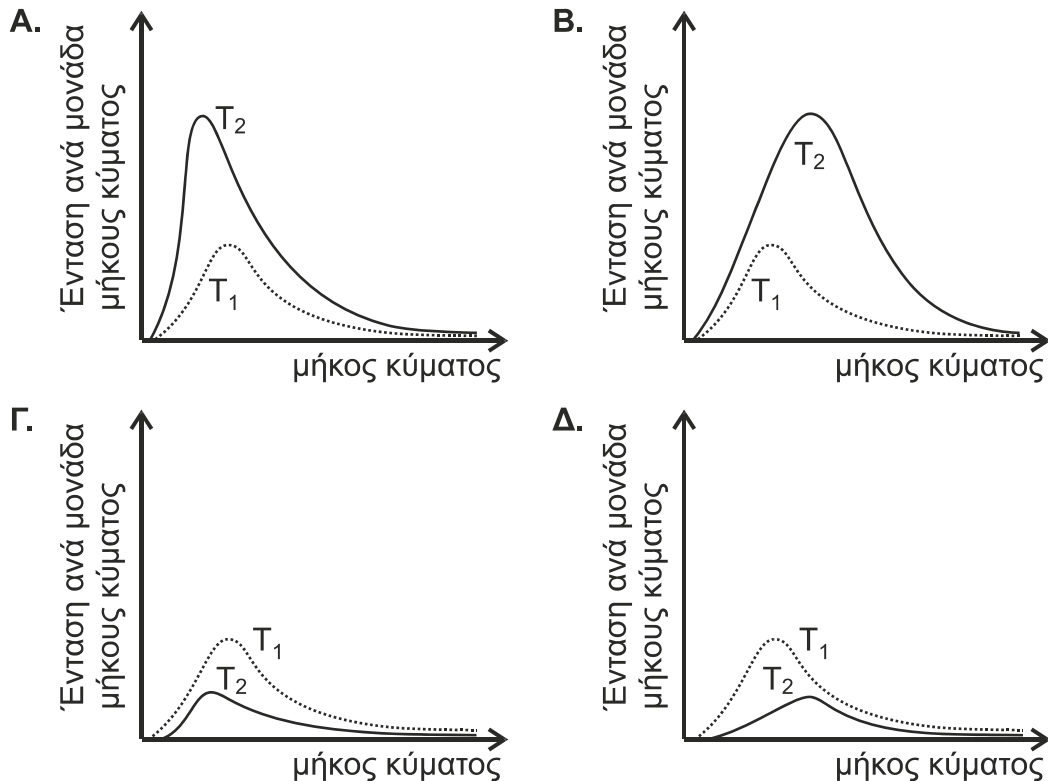 Α.
Ένταση ανά μονάδα
μήκους κύματος
T2
T1
μήκος κύματος
Β.
Ένταση ανά μονάδα
μήκους κύματος
T2
T1
μήκος κύματος
Γ.
Ένταση ανά μονάδα
μήκους κύματος
T1
T2
μήκος κύματος
Δ.
Ένταση ανά μονάδα
μήκους κύματος
T1
T2
μήκος κύματος